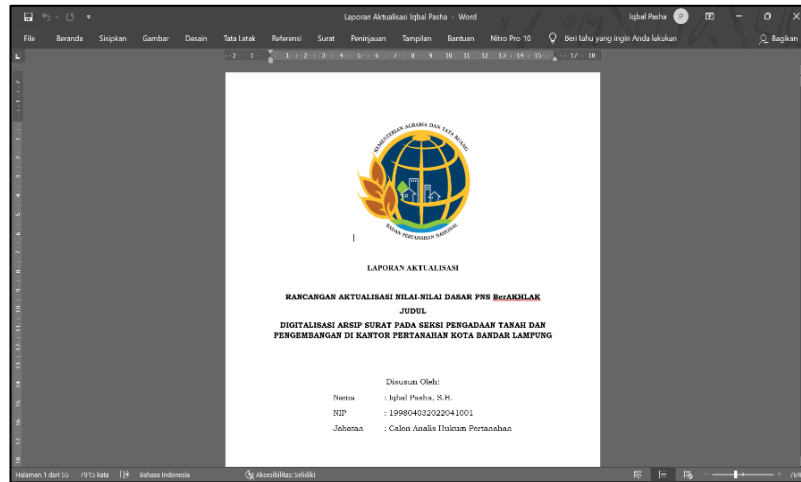 Laporan Aktualisasi Iqbal Pasha - Word
Iqbal Pasha
File Beranda Sisipkan Gambar Desain Tata Letak Referensi Surat Peninjauan Tampilan Bantuan Nitro Pro 10 Beri tahu yang ingin Anda lakukan Bagikan
KEMENTERIAN AGRARIA DAN TATA RUANG
BADAN PERTANAHAN NASIONAL
LAPORAN AKTUALISASI
RANCANGAN AKTUALISASI NILAI-NILAI DASAR PNS BerAKHLAK
JUDUL
DIGITALISASI ARSIP SURAT PADA SEKSI PENGADAAN TANAH DAN
PENGEMBANGAN DI KANTOR PERTANAHAN KOTA BANDAR LAMPUNG
Disusun Oleh:
Nama : Iqbal Pasha, S.H.
NIP : 199804032022041001
Jabatan : Calon Analis Hukum Pertanahan
Halaman 1 dari 55 7915 kata Bahasa Indonesia Aksesibilitas: Selidiki